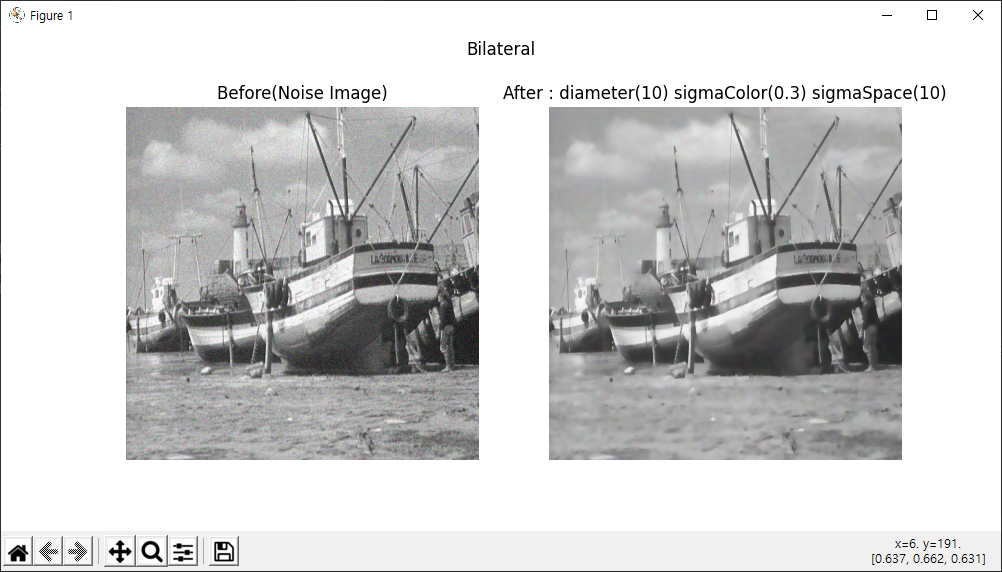 Figure 1
Bilateral
Before(Noise Image)
After : diameter(10) sigmaColor(0.3) sigmaSpace(10)
x=6. y=191.
[0.637, 0.662, 0.631]